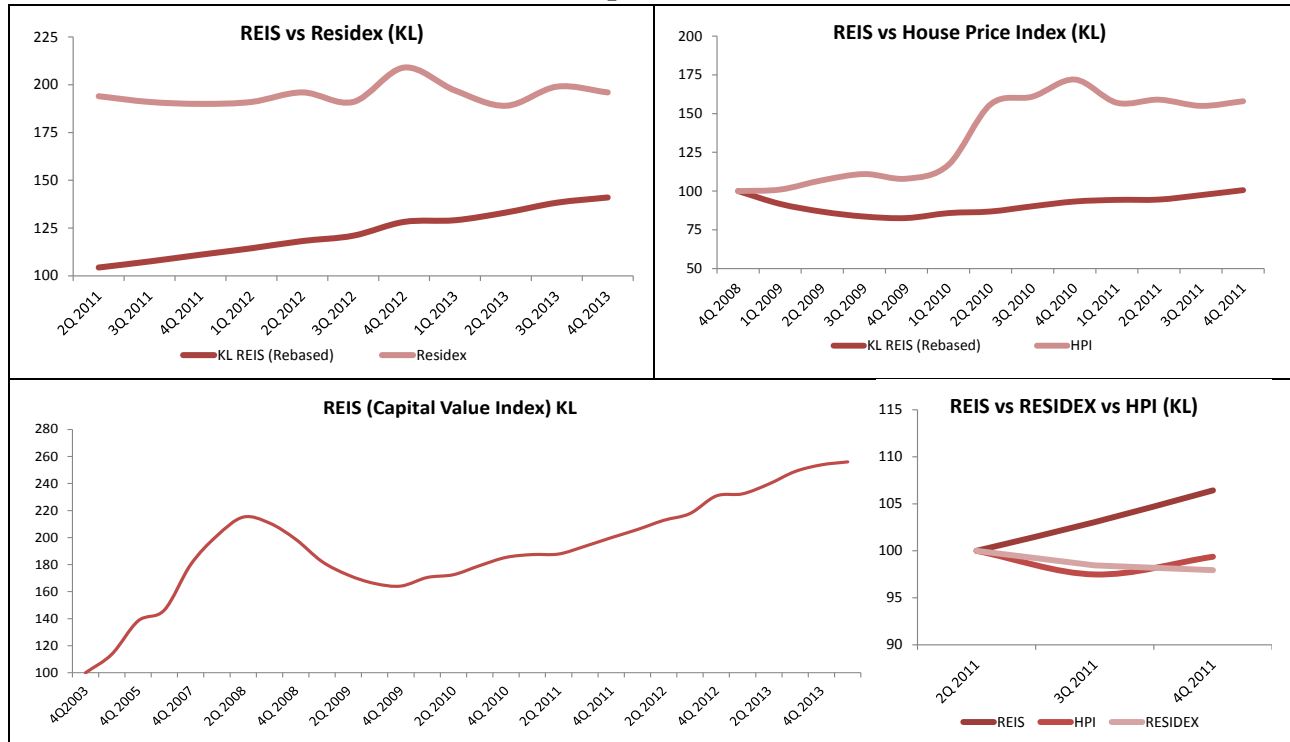 REIS vs Residex (KL)
225
200
175
150
125
100
2Q 2011
3Q 2011
4Q 2011
1Q 2012
2Q 2012
3Q 2012
4Q 2012
1Q 2013
2Q 2013
3Q 2013
4Q 2013
KL REIS (Rebased) Residex
REIS vs House Price Index (KL)
200
175
150
125
100
75
50
4Q 2008
1Q 2009
2Q 2009
3Q 2009
4Q 2009
1Q 2010
2Q 2010
3Q 2010
4Q 2010
1Q 2011
2Q 2011
3Q 2011
4Q 2011
KL REIS (Rebased) HPI
REIS (Capital Value Index) KL
280
260
240
220
200
180
160
140
120
100
4Q2003
4Q 2005
4Q 2007
2Q 2008
4Q 2008
2Q 2009
4Q 2009
2Q 2010
4Q 2010
2Q 2011
4Q 2011
2Q 2012
4Q 2012
2Q 2013
4Q 2013
REIS vs RESIDEX vs HPI (KL)
115
110
105
100
95
90
2Q 2011
3Q 2011
4Q 2011
REIS HPI RESIDEX